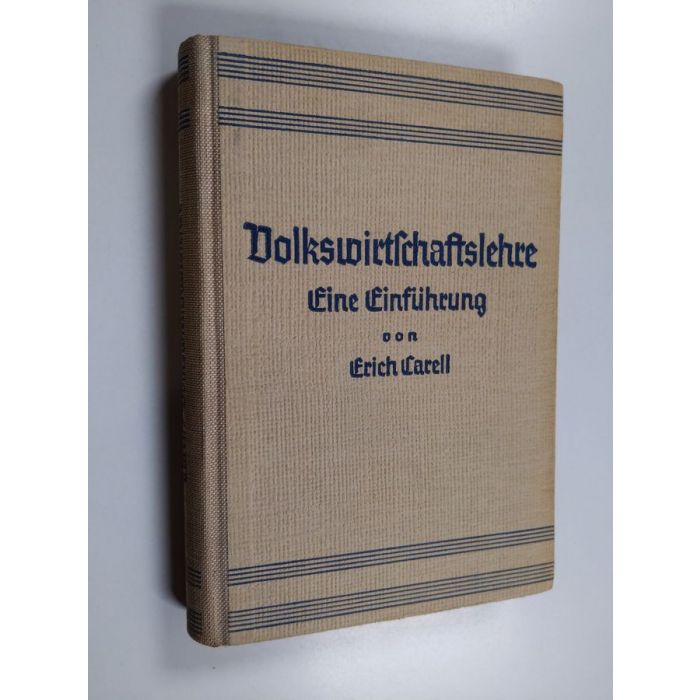 Volkswirtſchaftslehre
Eine Einführung
von
Erich Carell